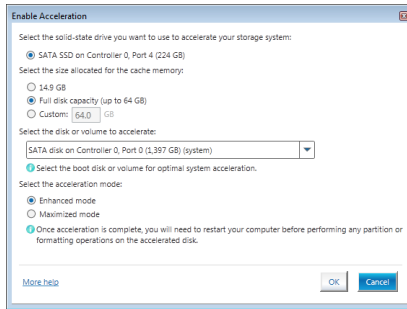 Enable Acceleration
Select the solid-state drive you want to use to accelerate your storage system:
SATA SSD on Controller 0, Port 4 (224 GB)
Select the size allocated for the cache memory:
14.9 GB
Full disk capacity (up to 64 GB)
Custom: 64.0 GB
Select the disk or volume to accelerate:
SATA disk on Controller 0, Port 0 (1,397 GB) (system)
Select the boot disk or volume for optimal system acceleration.
Select the acceleration mode:
Enhanced mode
Maximized mode
Once acceleration is complete, you will need to restart your computer before performing any partition or
formatting operations on the accelerated disk.
More help OK Cancel